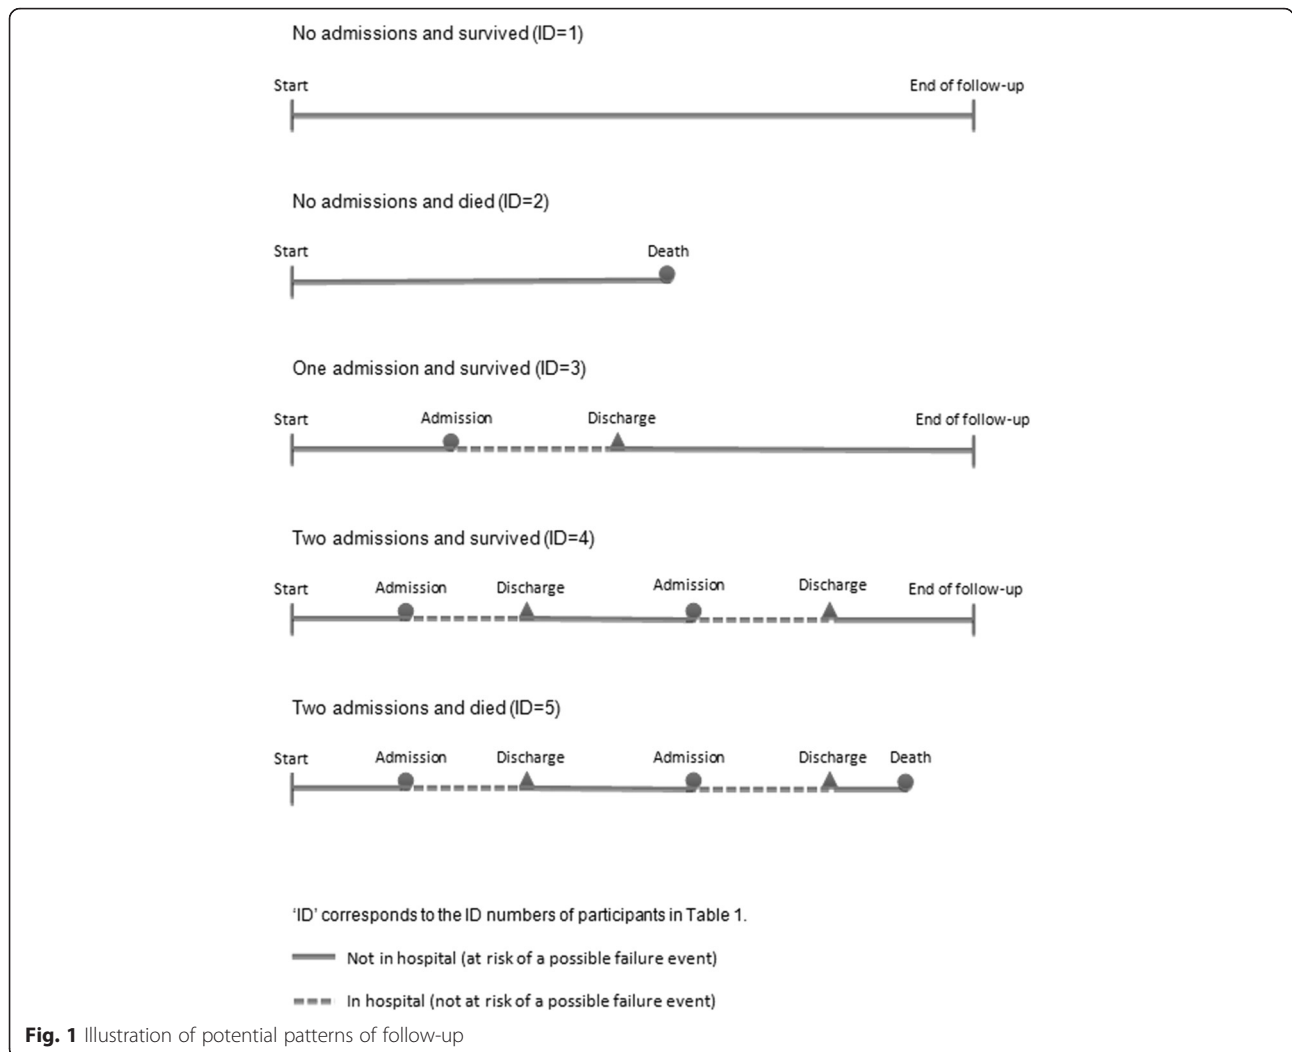 No admissions and survived (ID=1)
Start End of follow-up
No admissions and died (ID=2)
Start Death
One admission and survived (ID=3)
Start Admission Discharge End of follow-up
Two admissions and survived (ID=4)
Start Admission Discharge Admission Discharge End of follow-up
Two admissions and died (ID=5)
Start Admission Discharge Admission Discharge Death
‘ID’ corresponds to the ID numbers of participants in Table 1.
Not in hospital (at risk of a possible failure event)
In hospital (not at risk of a possible failure event)
Fig. 1 Illustration of potential patterns of follow-up